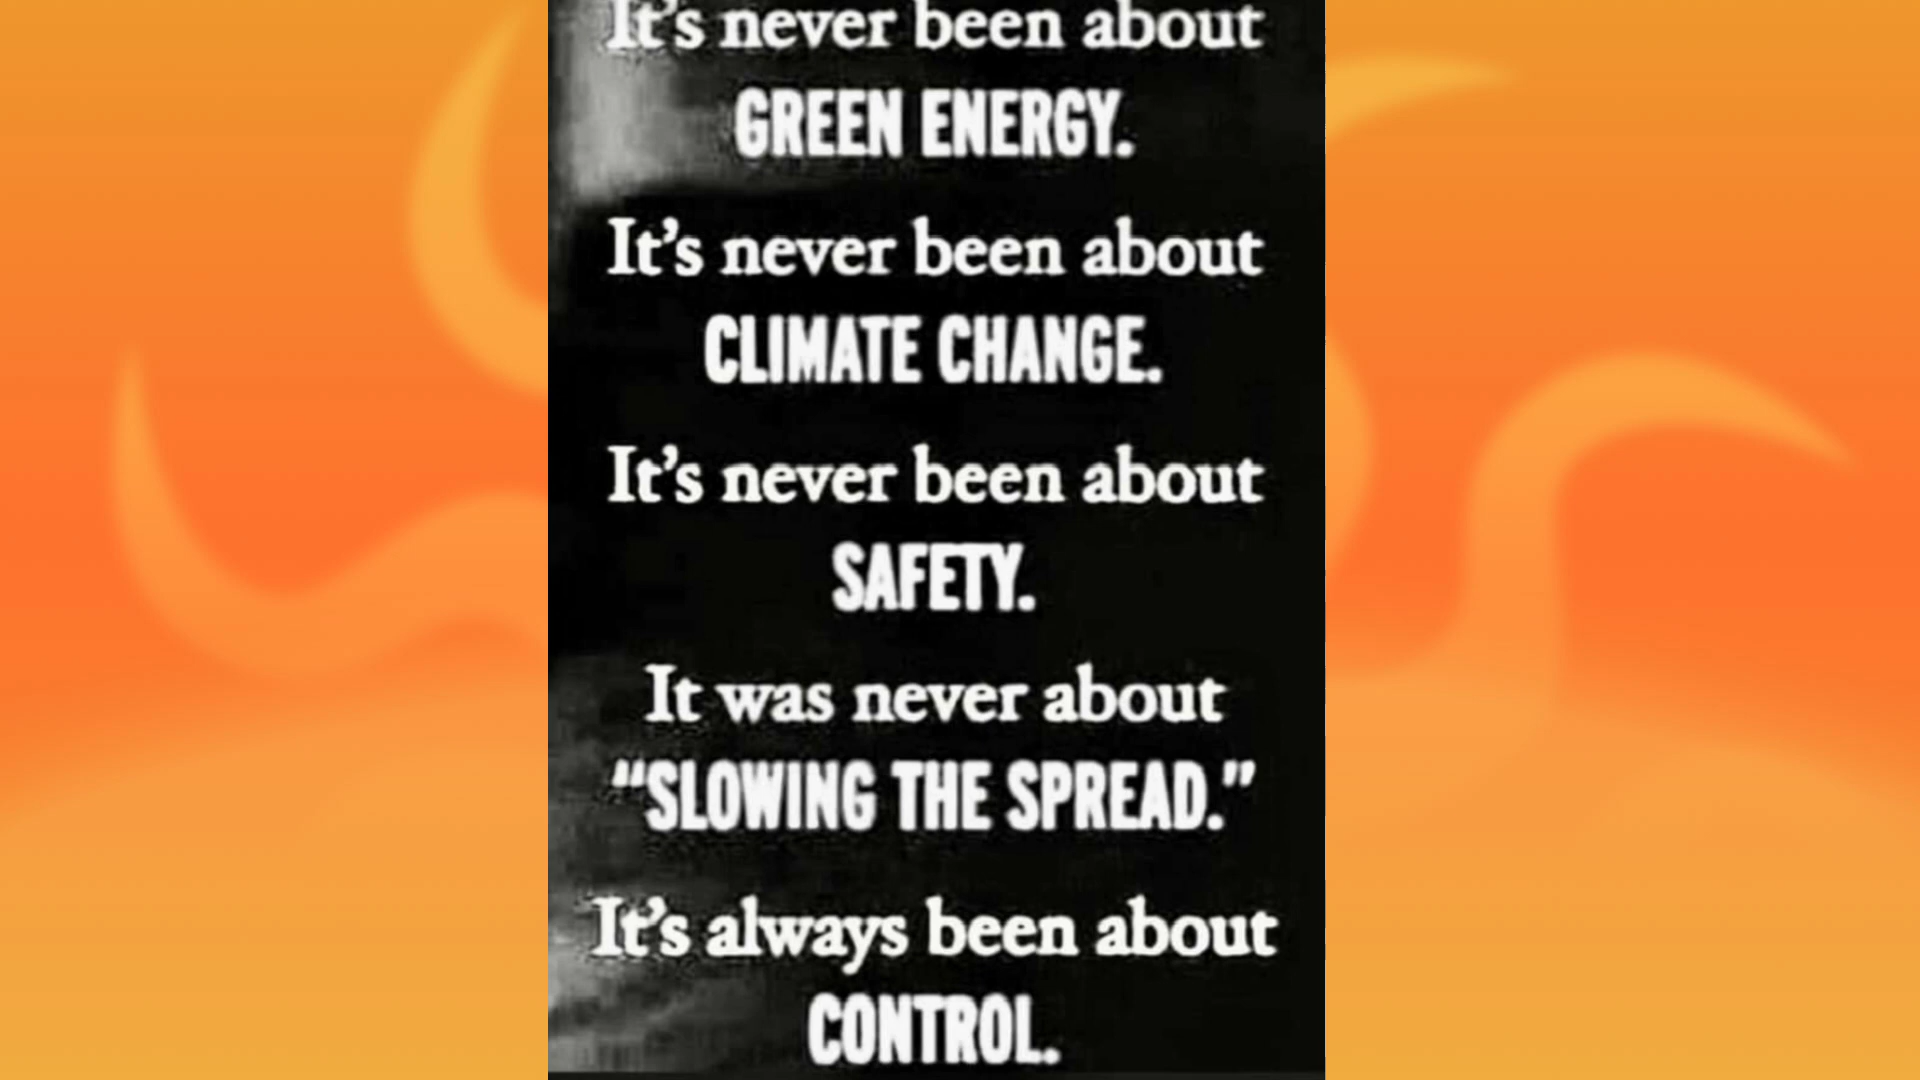 It’s never been about
GREEN ENERGY.
It’s never been about
CLIMATE CHANGE.
It’s never been about
SAFETY.
It was never about
“SLOWING THE SPREAD.”
It’s always been about
CONTROL.